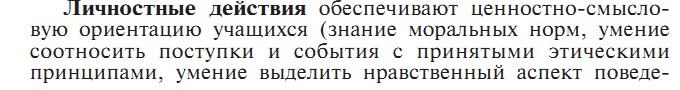 Личностные действия обеспечивают ценностно-смысло-
вую ориентацию учащихся (знание моральных норм, умение
соотносить поступки и события с принятыми этическими
принципами, умение выделить нравственный аспект поведе-